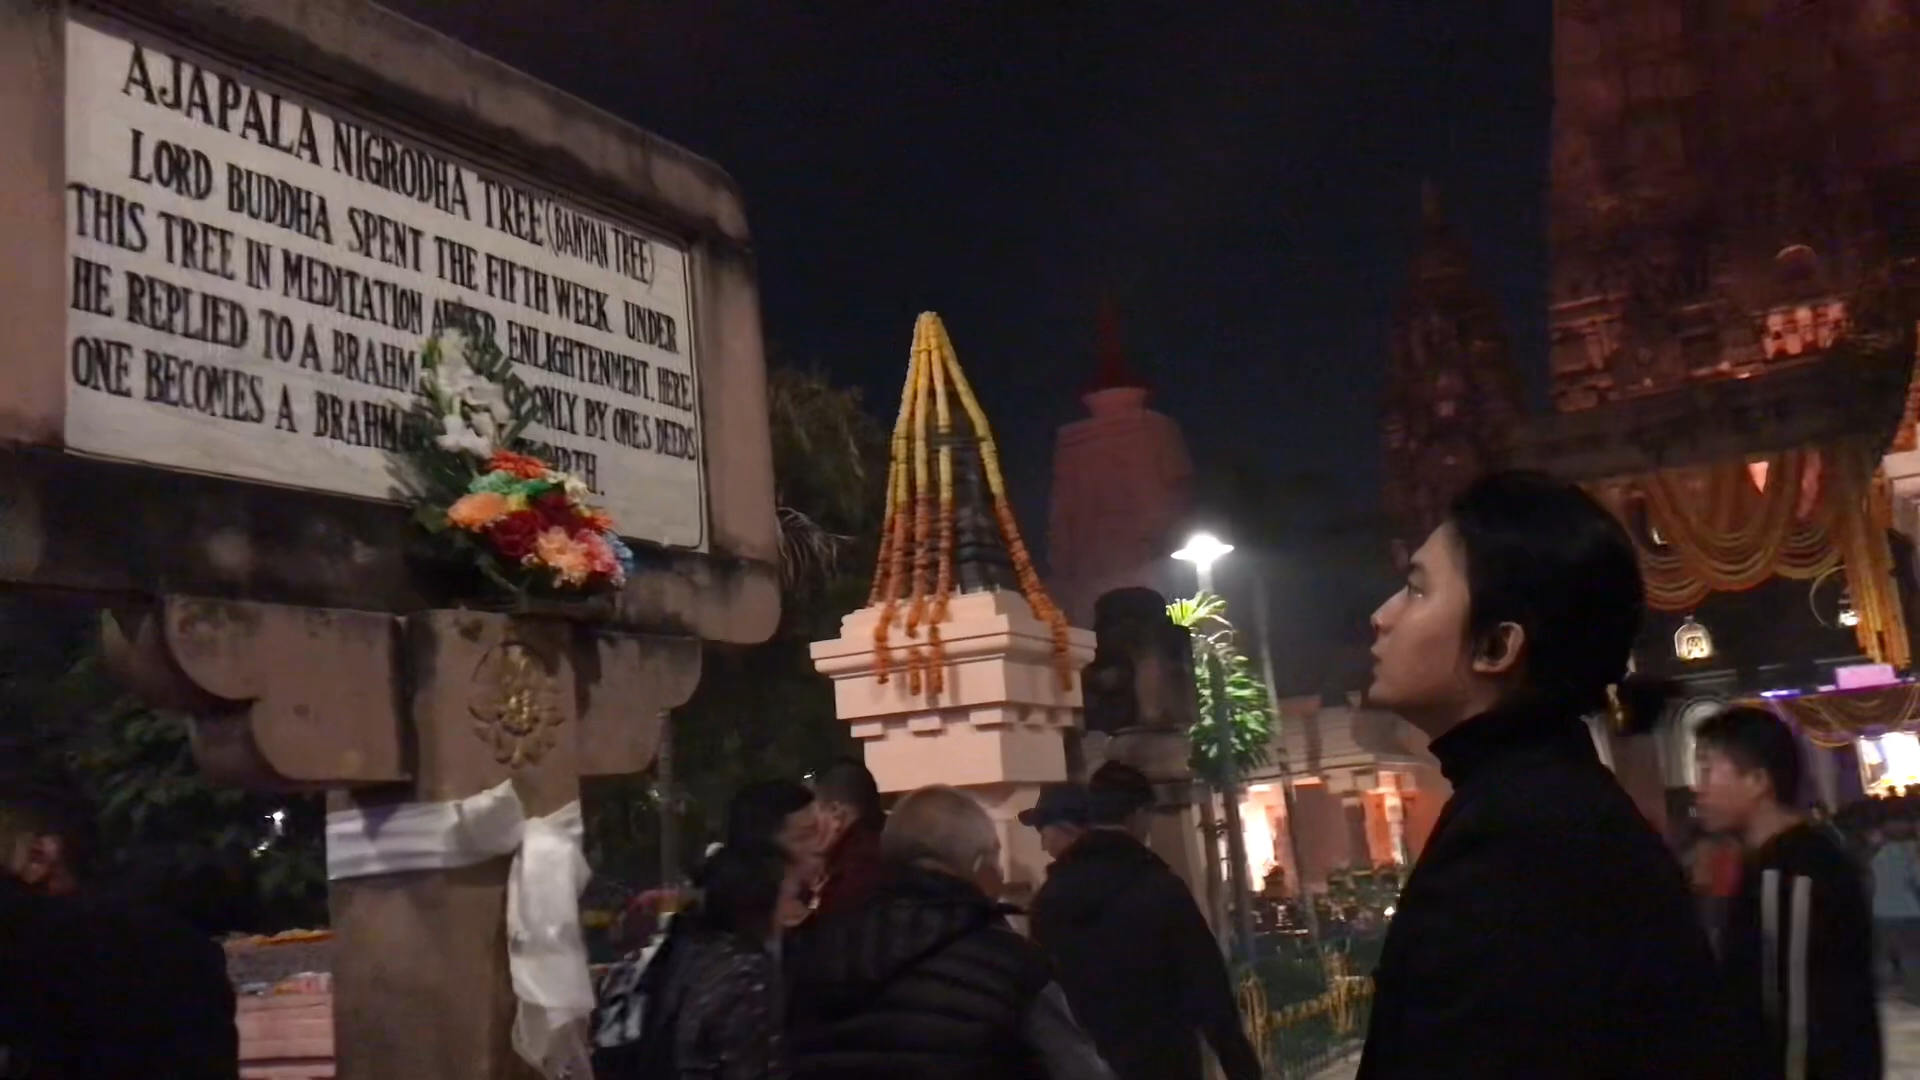 AJAPALA NIGRODHA TREE (BANYAN TREE)
LORD BUDDHA SPENT THE FIFTH WEEK UNDER
THIS TREE IN MEDITATION AFTER ENLIGHTENMENT. HERE
HE REPLIED TO A BRAHM ONLY BY ONES DEEDS
ONE BECOMES A BRAHM